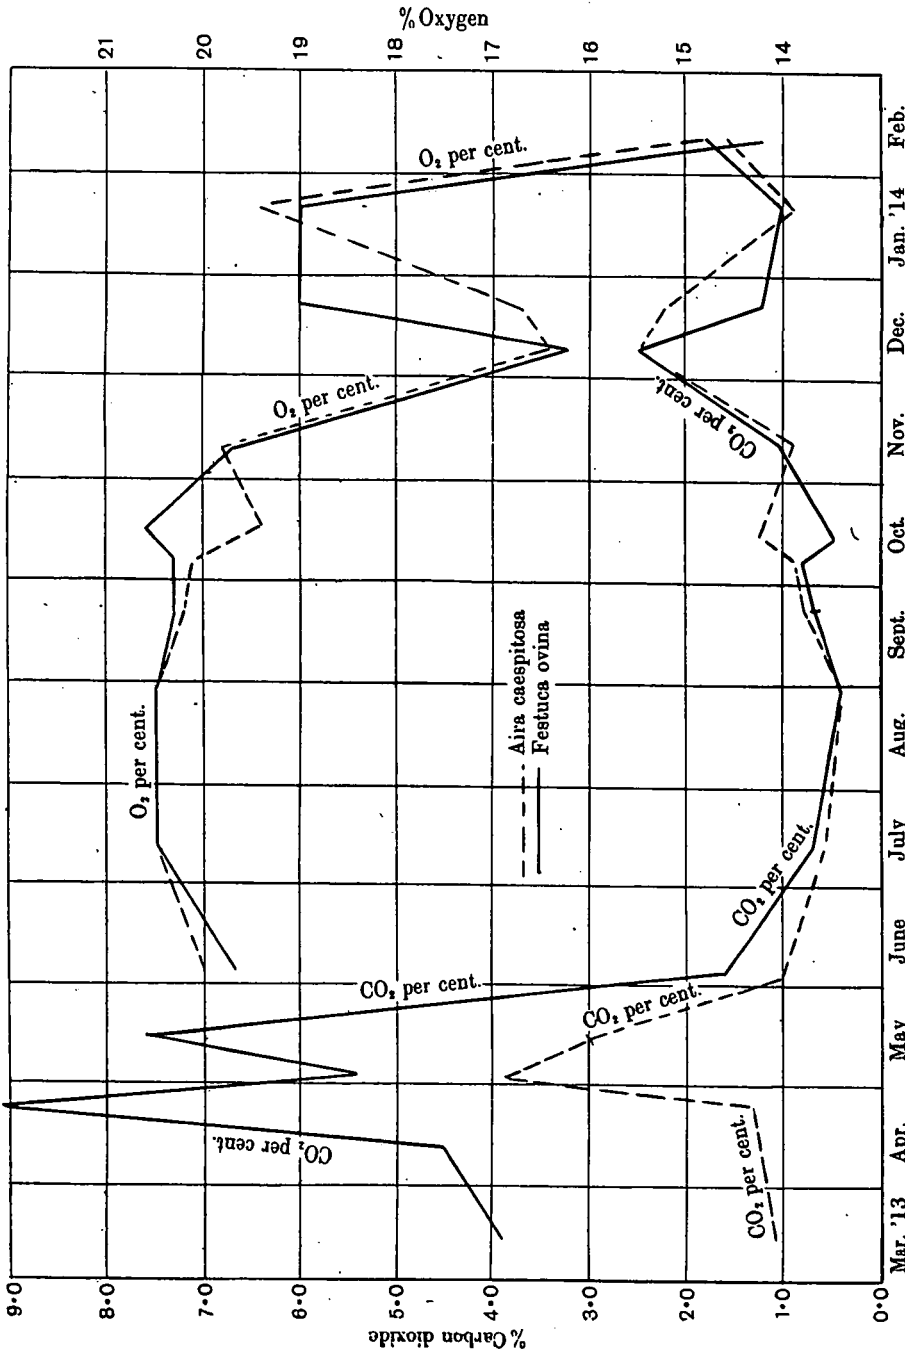 % Oxygen
21
20
19
18
17
16
15
14
9·0
8·0
7·0
6·0
5·0
4·0
3·0
2·0
1·0
0·0
% Carbon dioxide
O₂ per cent.
O₂ per cent.
O₂ per cent.
CO₂ per cent.
CO₂ per cent.
CO₂ per cent.
CO₂ per cent.
CO₂ per cent.
CO₂ per cent.
Aira caespitosa
Festuca ovina
Mar. '13
Apr.
May
June
July
Aug.
Sept.
Oct.
Nov.
Dec.
Jan. '14
Feb.